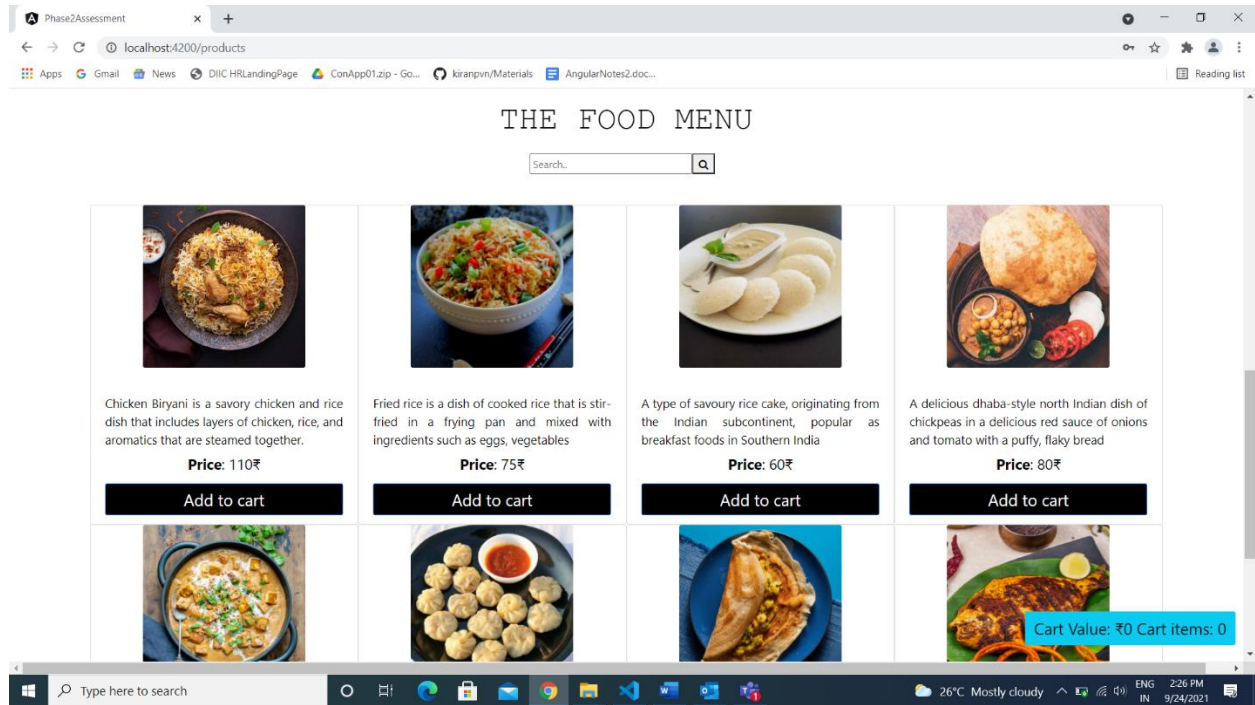 Phase2Assessment
localhost:4200/products
Apps Gmail News DIIC HRLandingPage ConApp01.zip - Go... kiranpvn/Materials AngularNotes2.doc... Reading list
THE FOOD MENU
Search..
Chicken Biryani is a savory chicken and rice
dish that includes layers of chicken, rice, and
aromatics that are steamed together.
Price: 110₹
Add to cart
Fried rice is a dish of cooked rice that is stir-
fried in a frying pan and mixed with
ingredients such as eggs, vegetables
Price: 75₹
Add to cart
A type of savoury rice cake, originating from
the Indian subcontinent, popular as
breakfast foods in Southern India
Price: 60₹
Add to cart
A delicious dhaba-style north Indian dish of
chickpeas in a delicious red sauce of onions
and tomato with a puffy, flaky bread
Price: 80₹
Add to cart
Cart Value: ₹0 Cart items: 0
Type here to search
26°C Mostly cloudy
ENG
IN
2:26 PM
9/24/2021